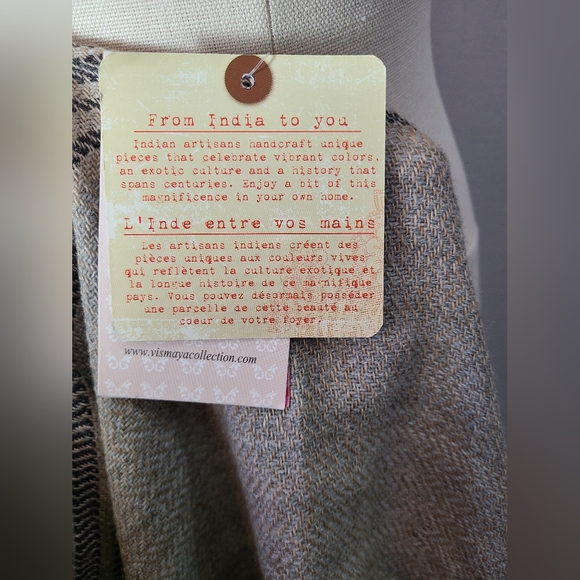 From India to you
Indian artisans handcraft unique
pieces that celebrate vibrant colors,
an exotic culture and a history that
spans centuries. Enjoy a bit of this
magnificence in your own home.
L'Inde entre vos mains
Les artisans indiens créent des
pièces uniques aux couleurs vives
qui reflètent la culture exotique et
la longue histoire de ce magnifique
pays. Vous pouvez désormais posséder
une parcelle de cette beauté au
coeur de votre foyer.
www.vismayacollection.com